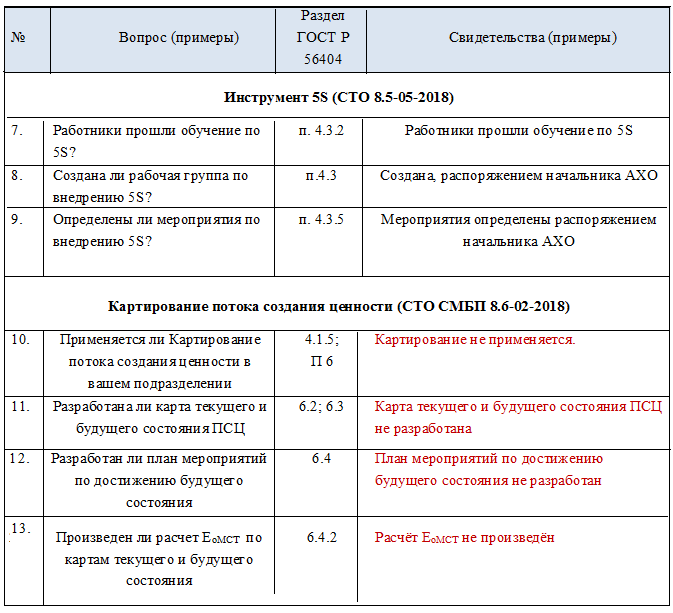 №
Вопрос (примеры)
Раздел
ГОСТ Р
56404
Свидетельства (примеры)
Инструмент 5S (СТО 8.5-05-2018)
7.
Работники прошли обучение по
5S?
п. 4.3.2
Работники прошли обучение по 5S
8.
Создана ли рабочая группа по
внедрению 5S?
п.4.3
Создана, распоряжением начальника АХО
9.
Определены ли мероприятия по
внедрению 5S?
п. 4.3.5
Мероприятия определены распоряжением
начальника АХО
Картирование потока создания ценности (СТО СМБП 8.6-02-2018)
10.
Применяется ли Картирование
потока создания ценности в
вашем подразделении
4.1.5;
П 6
Картирование не применяется.
11.
Разработана ли карта текущего и
будущего состояния ПСЦ
6.2; 6.3
Карта текущего и будущего состояния ПСЦ
не разработана
12.
Разработан ли план мероприятий
по достижению будущего
состояния
6.4
План мероприятий по достижению
будущего состояния не разработан
13.
Произведен ли расчет EоМСТ по
картам текущего и будущего
состояния
6.4.2
Расчёт EоМСТ не произведён